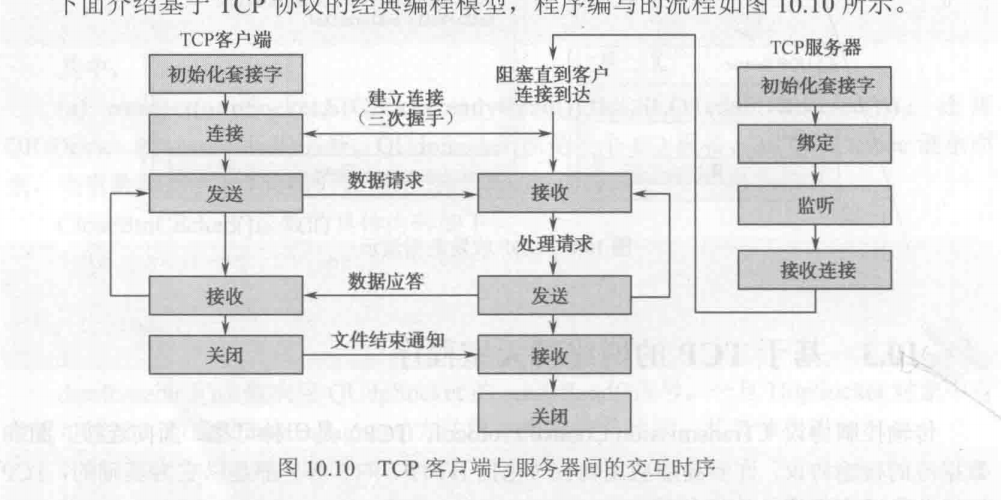 下面介绍基于 TCP 协议的经典编程模型，程序编写的流程如图 10.10 所示。
TCP客户端
初始化套接字
连接
发送
接收
关闭
建立连接
（三次握手）
数据请求
数据应答
文件结束通知
阻塞直到客户
连接到达
接收
处理请求
发送
接收
关闭
TCP服务器
初始化套接字
绑定
监听
接收连接
图 10.10 TCP 客户端与服务器间的交互时序